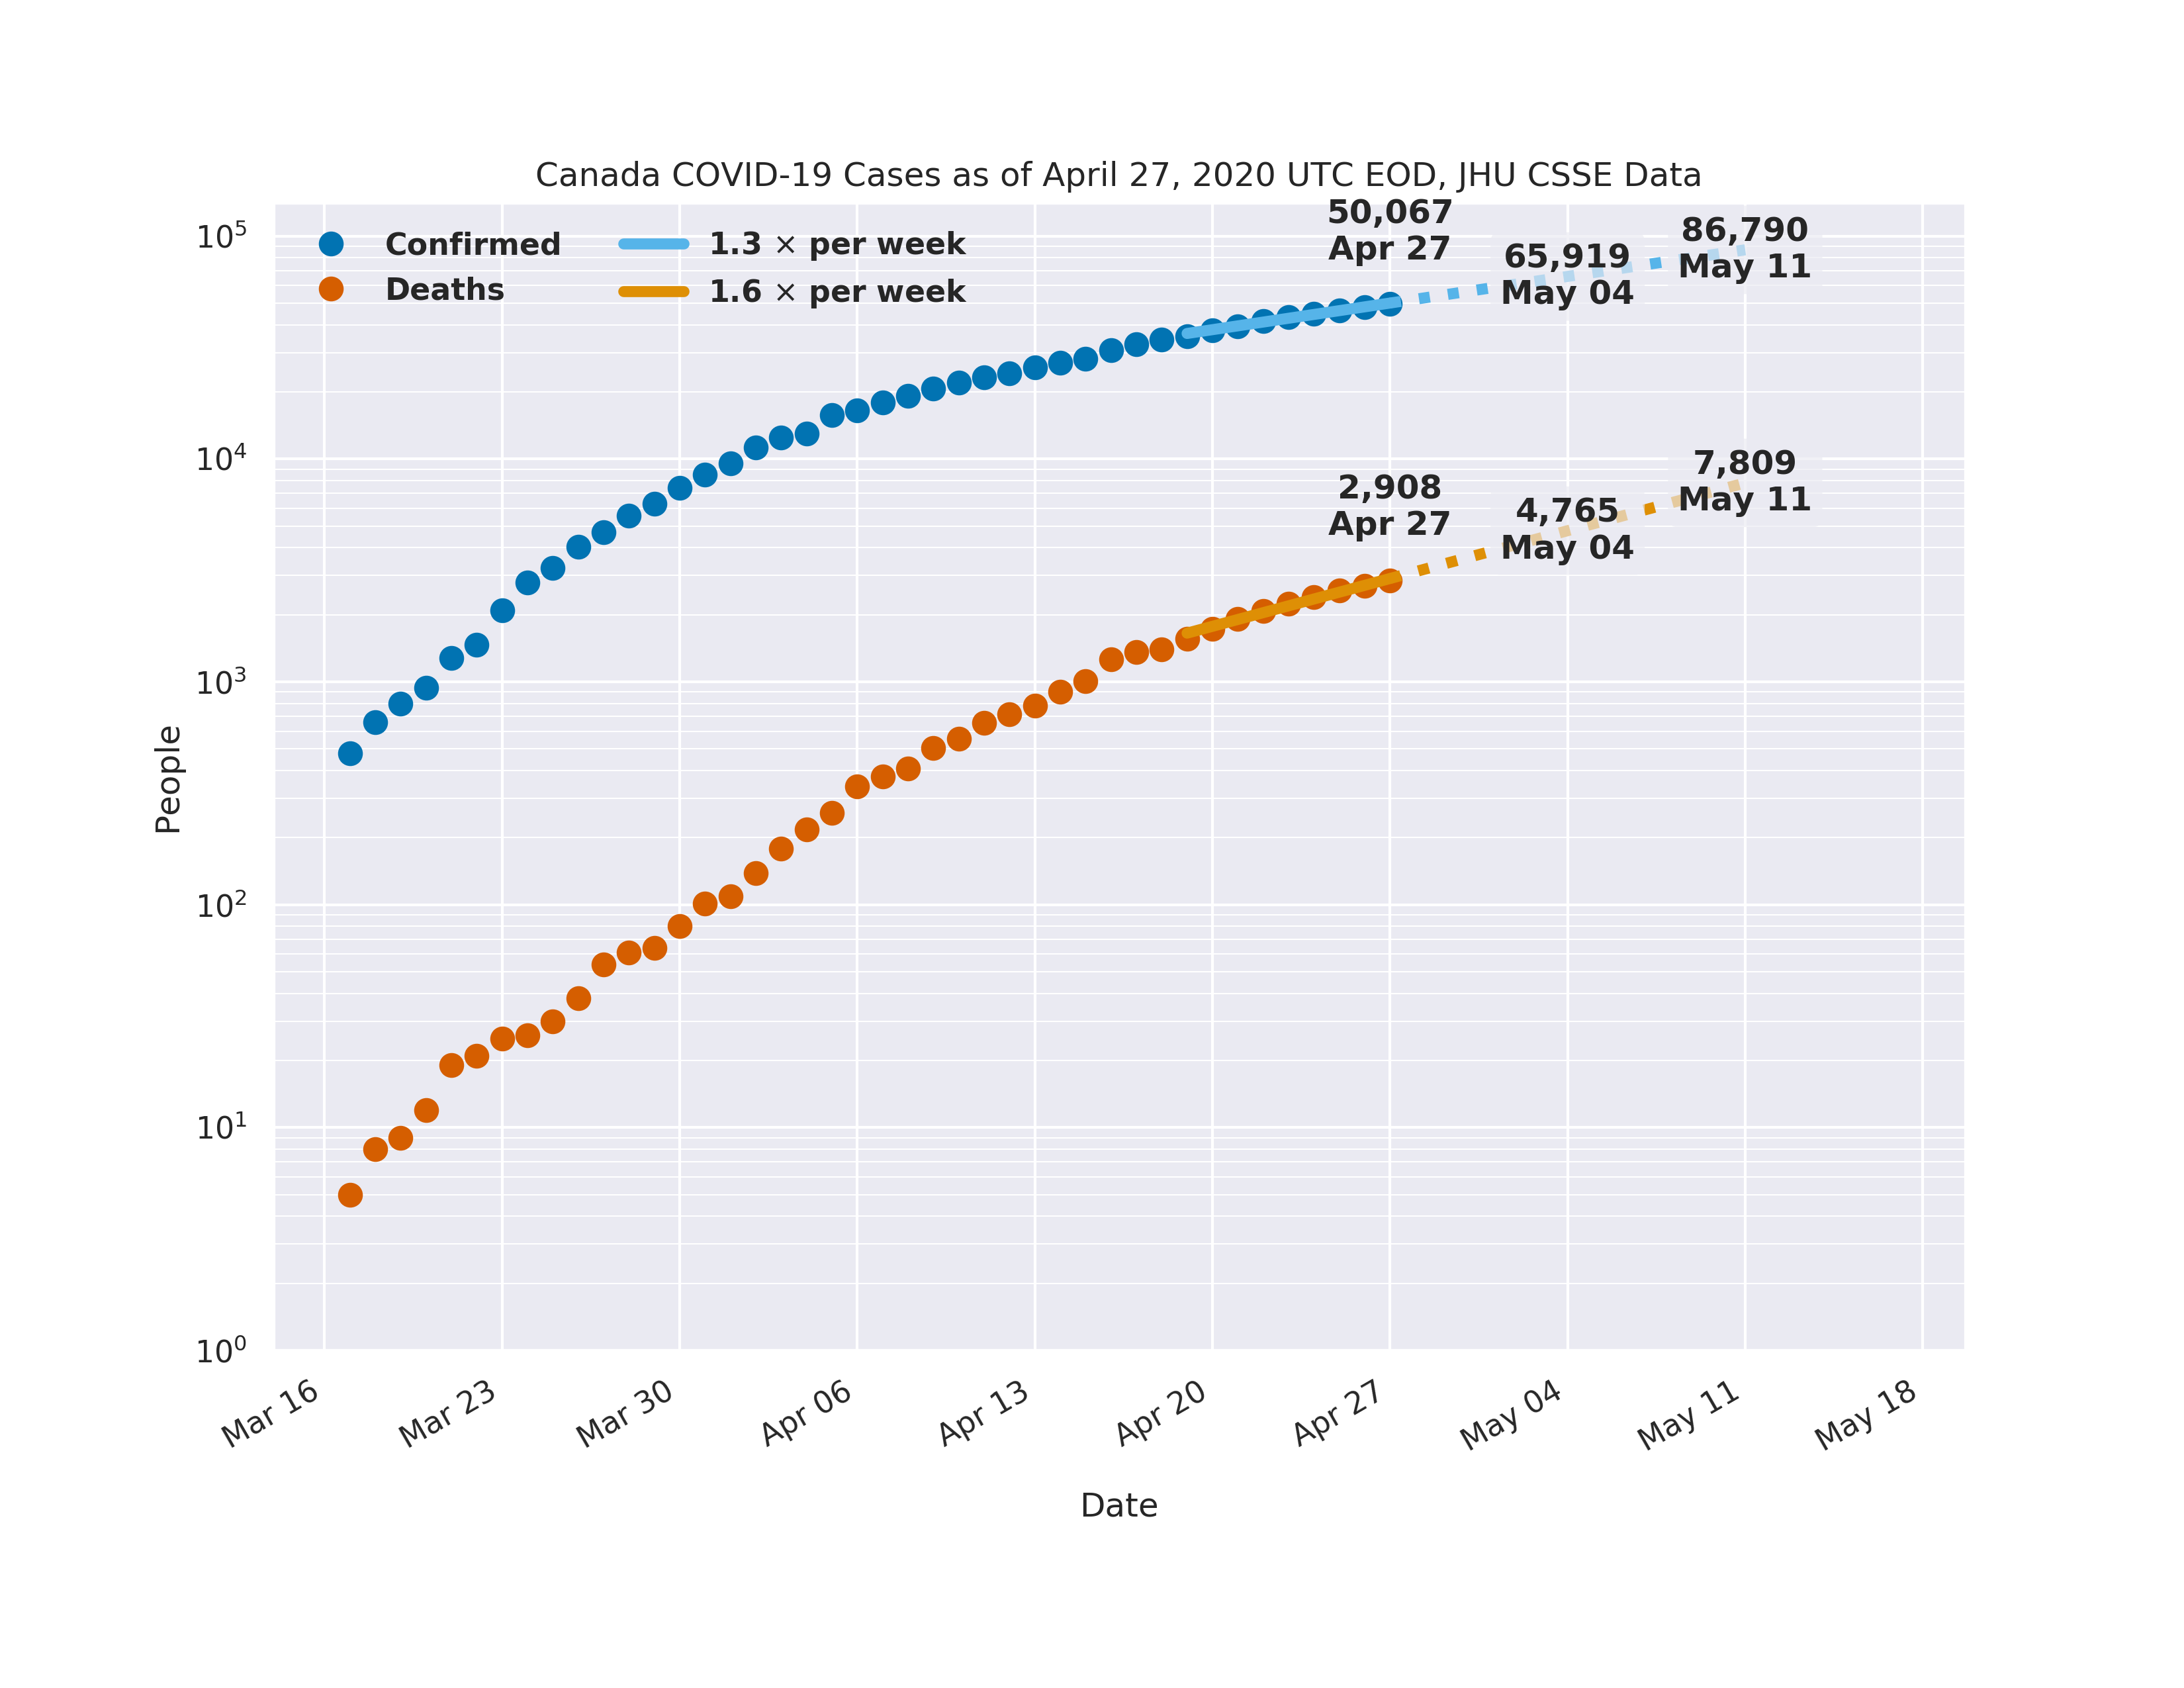 Canada COVID-19 Cases as of April 27, 2020 UTC EOD, JHU CSSE Data
Confirmed
Deaths
1.3 × per week
1.6 × per week
50,067
Apr 27
65,919
May 04
86,790
May 11
2,908
Apr 27
4,765
May 04
7,809
May 11
10⁵
10⁴
10³
10²
10¹
10⁰
People
Mar 16
Mar 23
Mar 30
Apr 06
Apr 13
Apr 20
Apr 27
May 04
May 11
May 18
Date